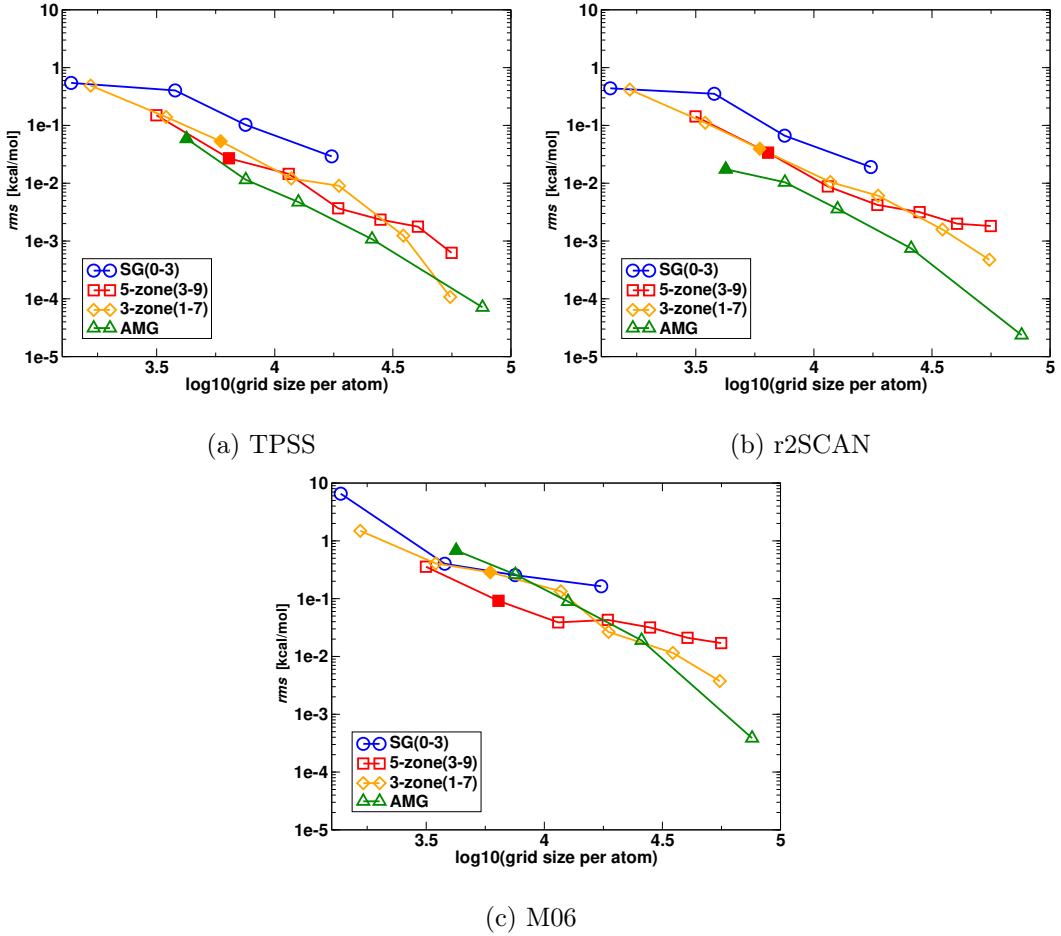 10
1
1e-1
1e-2
1e-3
1e-4
1e-5
rms [kcal/mol]
SG(0-3)
5-zone(3-9)
3-zone(1-7)
AMG
3.5 4 4.5 5
log10(grid size per atom)
(a) TPSS
10
1
1e-1
1e-2
1e-3
1e-4
1e-5
rms [kcal/mol]
SG(0-3)
5-zone(3-9)
3-zone(1-7)
AMG
3.5 4 4.5 5
log10(grid size per atom)
(b) r2SCAN
10
1
1e-1
1e-2
1e-3
1e-4
1e-5
rms [kcal/mol]
SG(0-3)
5-zone(3-9)
3-zone(1-7)
AMG
3.5 4 4.5 5
log10(grid size per atom)
(c) M06